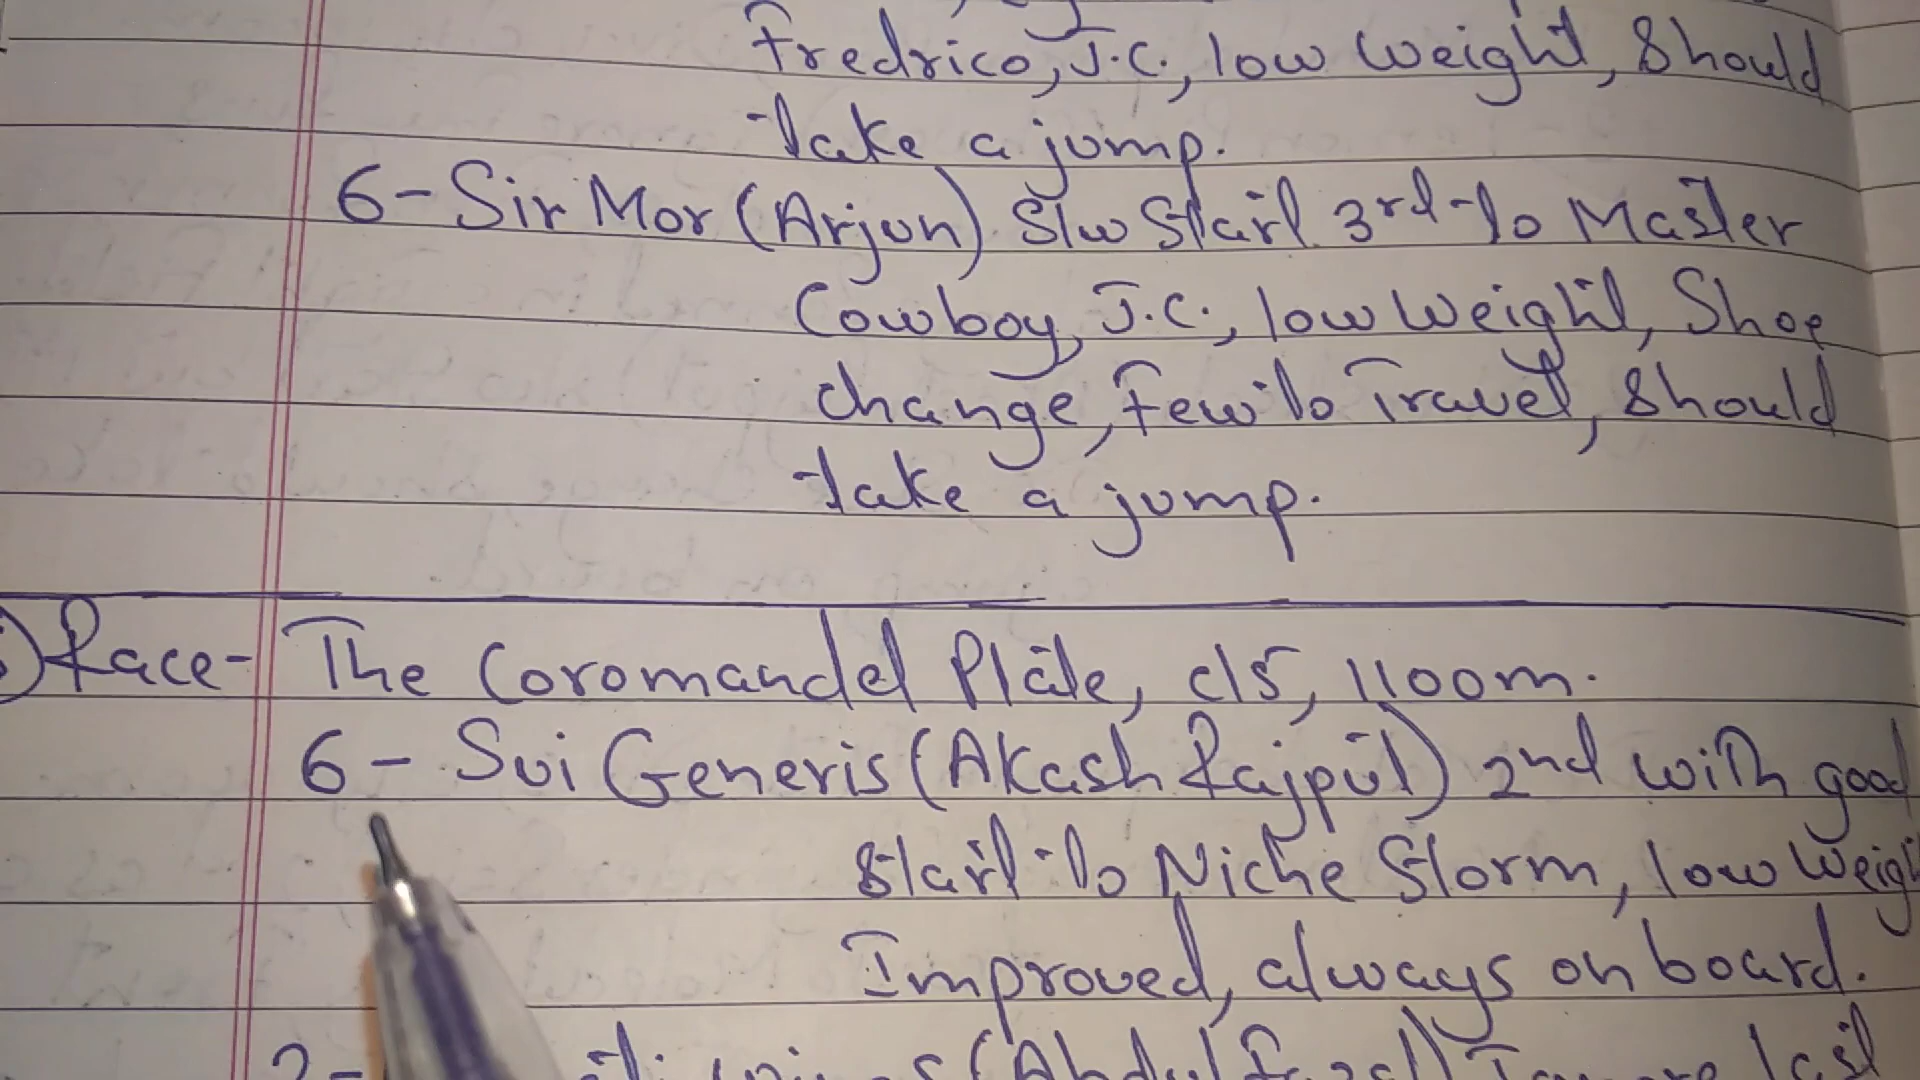 Fredrico, J.C., low weight, Should
take a jump.
6- Sir Mor (Arjun) Slw Start 3rd to Master
Cowboy, J.C., low weight, Shoe
change, Few to Travel, Should
take a jump.
Race- The Coromandel Plate, cl5, 1100m.
6- Sui Generis (Akash Rajput) 2nd with good
Start to Niche Storm, low weigh
Improved, always on board.
(Abdul Fazal)